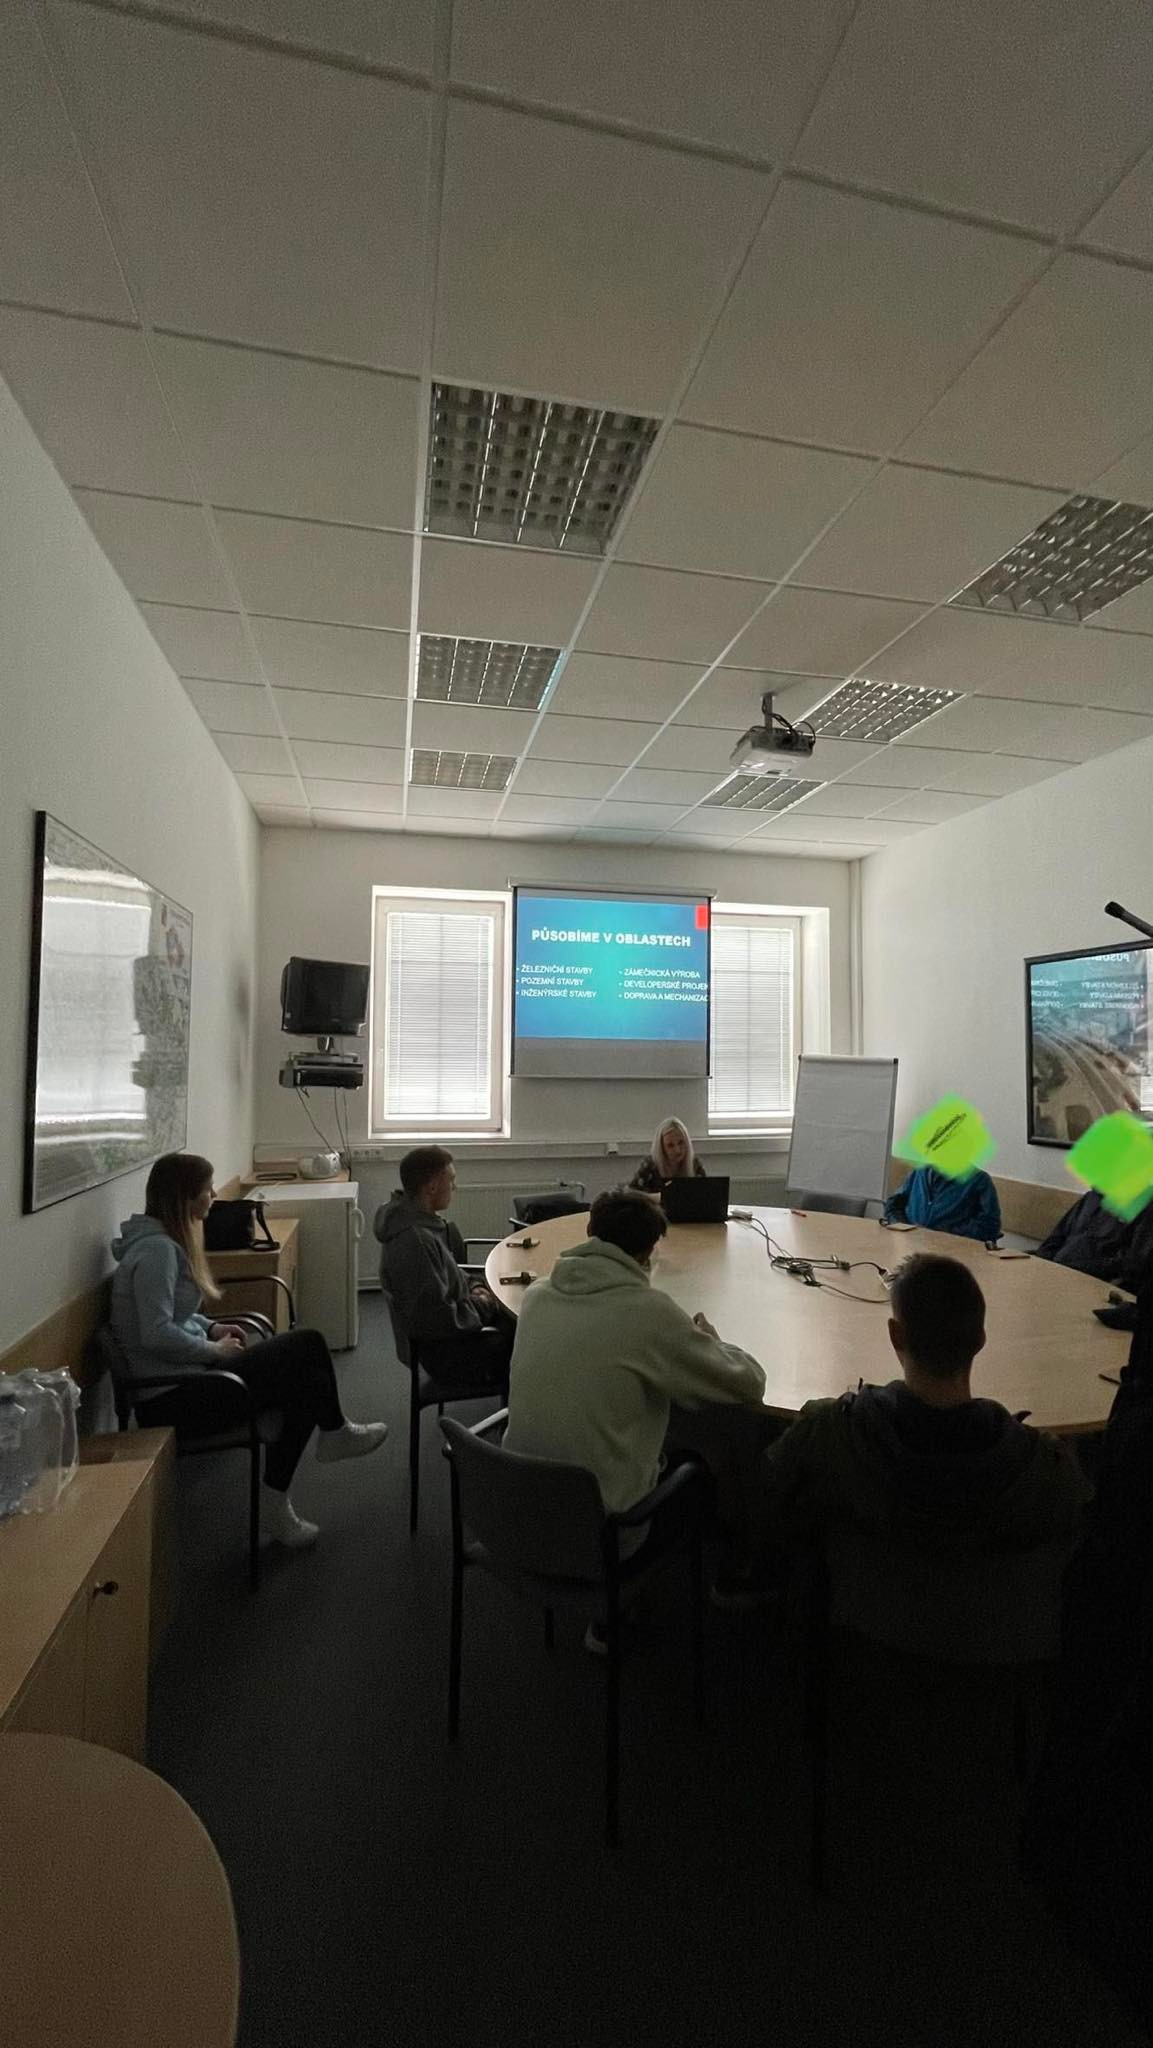 PŮSOBÍME V OBLASTECH
• ŽELEZNIČNÍ STAVBY
• POZEMNÍ STAVBY
• INŽENÝRSKÉ STAVBY
• ZÁMEČNICKÁ VÝROBA
• DEVELOPERSKÉ PROJEK
• DOPRAVA A MECHANIZAC